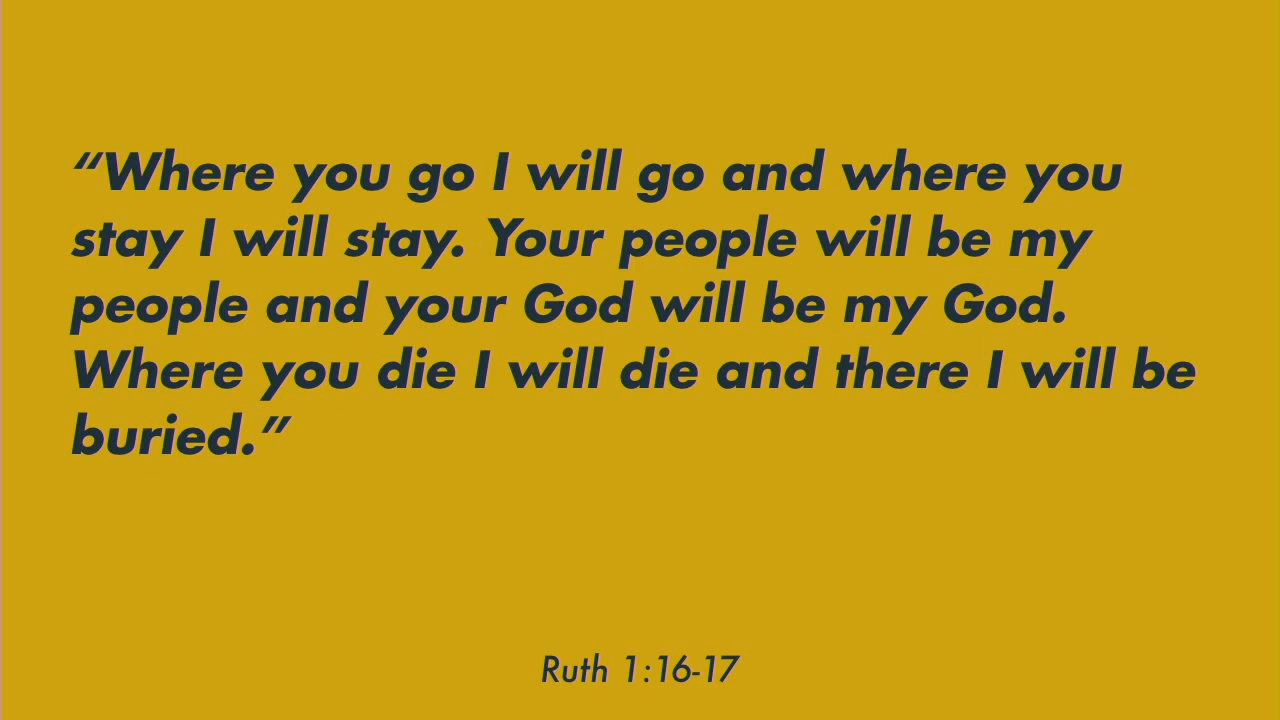 “Where you go I will go and where you
stay I will stay. Your people will be my
people and your God will be my God.
Where you die I will die and there I will be
buried.”
Ruth 1:16-17